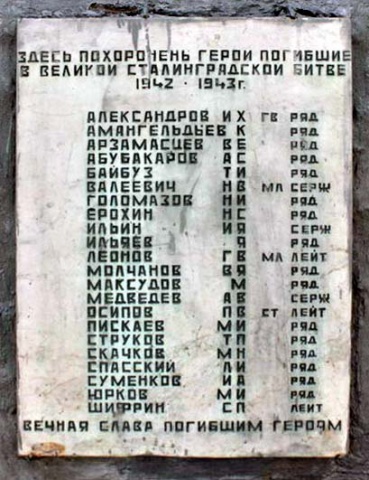 ЗДЕСЬ ПОХОРОНЕНЫ ГЕРОИ ПОГИБШИЕ
В ВЕЛИКОЙ СТАЛИНГРАДСКОЙ БИТВЕ
1942 - 1943 г.
АЛЕКСАНДРОВ И Х ГВ РЯД
АМАНГЕЛЬДЬЕВ К РЯД
АРЗАМАСЦЕВ В Е РЯД
АБУБАКАРОВ А С РЯД
БАЙБУЗ Т И РЯД
ВАЛЕЕВИЧ Н В МЛ СЕРЖ
ГОЛОМАЗОВ Н И РЯД
ЕРОХИН Н С РЯД
ИЛЬИН И Я СЕРЖ
ИЛЬЯЕВ Я РЯД
ЛЕОНОВ Г В МЛ ЛЕЙТ
МОЛЧАНОВ В Я РЯД
МАКСУДОВ М РЯД
МЕДВЕДЕВ А В СЕРЖ
ОСИПОВ П В СТ ЛЕЙТ
ПИСКАЕВ М И РЯД
СТРУКОВ Т П РЯД
СКАЧКОВ М Н РЯД
СПАССКИЙ Л И РЯД
СУМЕНКОВ И А РЯД
ЮРКОВ М И РЯД
ШИФРИН С Л ЛЕЙТ
ВЕЧНАЯ СЛАВА ПОГИБШИМ ГЕРОЯМ